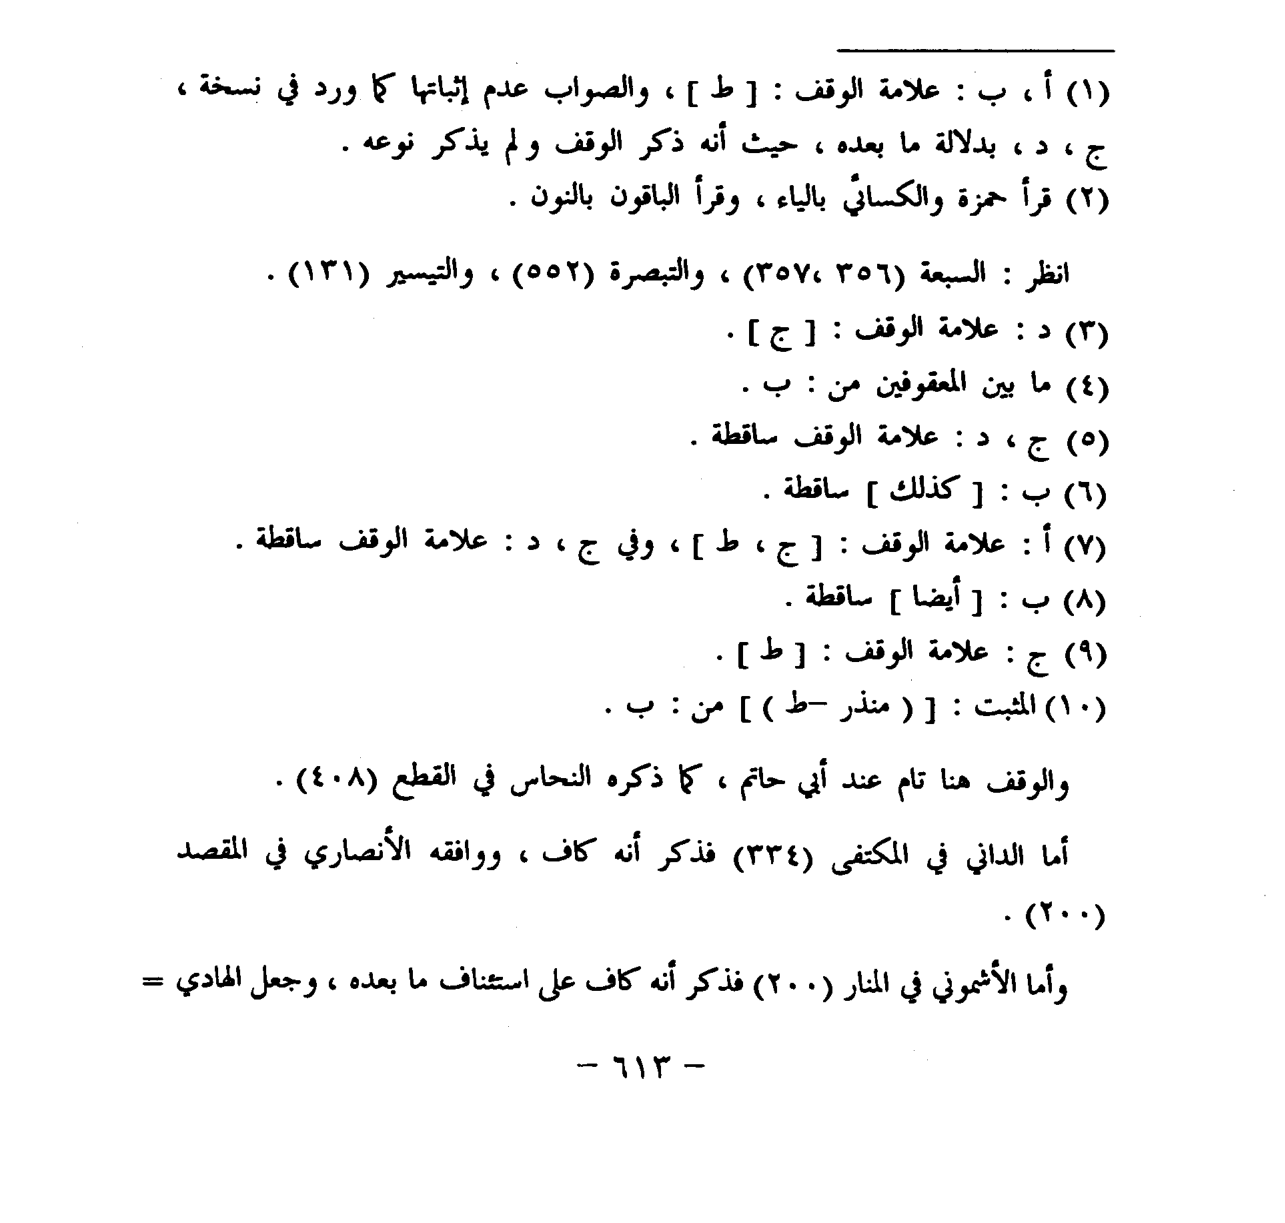 (١) أ ، ب : علامة الوقف : [ ط ] ، والصواب عدم إثباتها كما ورد في نسخة ،
ج ، د ، بدلالة ما بعده ، حيث أنه ذكر الوقف ولم يذكر نوعه .
(٢) قرأ حمزة والكسائيُّ بالياء ، وقرأ الباقون بالنون .
انظر : السبعة (٣٥٦ ،٣٥٧) ، والتبصرة (٥٥٢) ، والتيسير (١٣١) .
(٣) د : علامة الوقف : [ ج ] .
(٤) ما بين المعقوفين من : ب .
(٥) ج ، د : علامة الوقف ساقطة .
(٦) ب : [ كذلك ] ساقطة .
(٧) أ : علامة الوقف : [ ج ، ط ] ، وفي ج ، د : علامة الوقف ساقطة .
(٨) ب : [ أيضا ] ساقطة .
(٩) ج : علامة الوقف : [ ط ] .
(١٠) المثبت : [ ( منذر –ط ) ] من : ب .
والوقف هنا تام عند أبي حاتم ، كما ذكره النحاس في القطع (٤٠٨) .
أما الداني في المكتفى (٣٣٤) فذكر أنه كاف ، ووافقه الأنصاري في المقصد
(٢٠٠) .
وأما الأشموني في المنار (٢٠٠) فذكر أنه كاف على استئناف ما بعده ، وجعل الهادي =
– ٦١٣ –